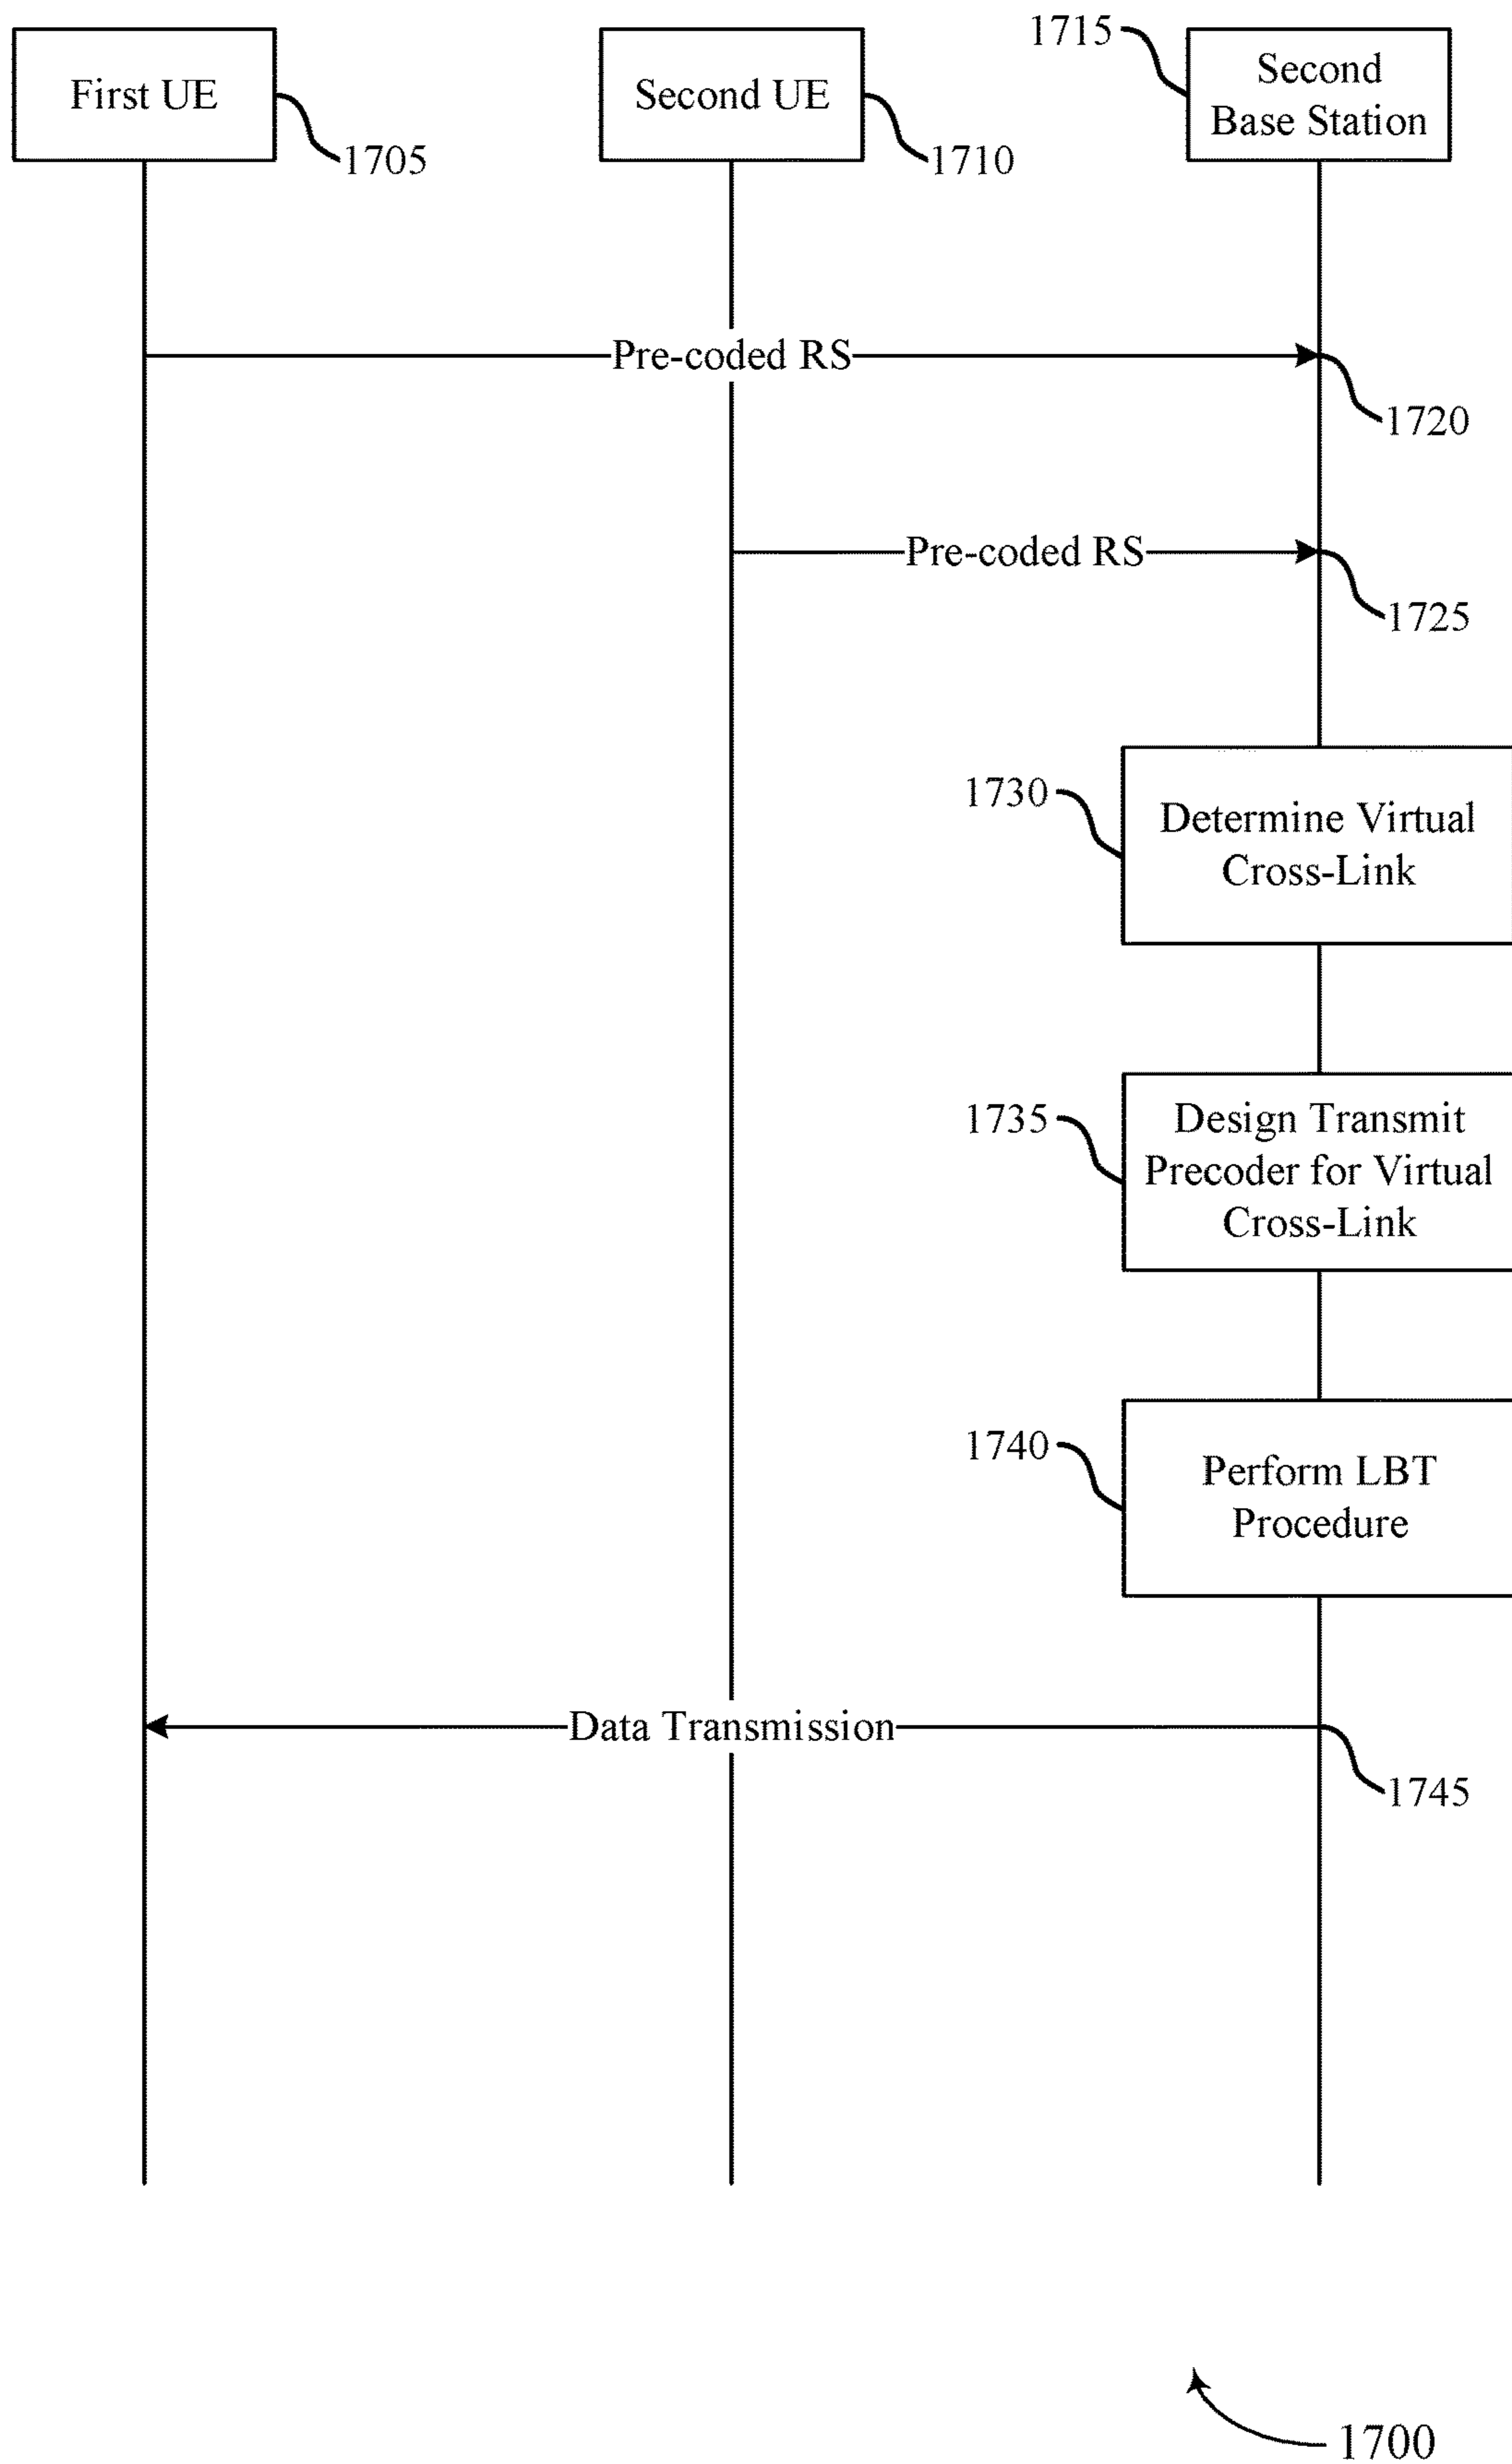 First UE
1705
Second UE
1710
1715
Second
Base Station
Pre-coded RS
1720
Pre-coded RS
1725
1730
Determine Virtual
Cross-Link
1735
Design Transmit
Precoder for Virtual
Cross-Link
1740
Perform LBT
Procedure
Data Transmission
1745
1700